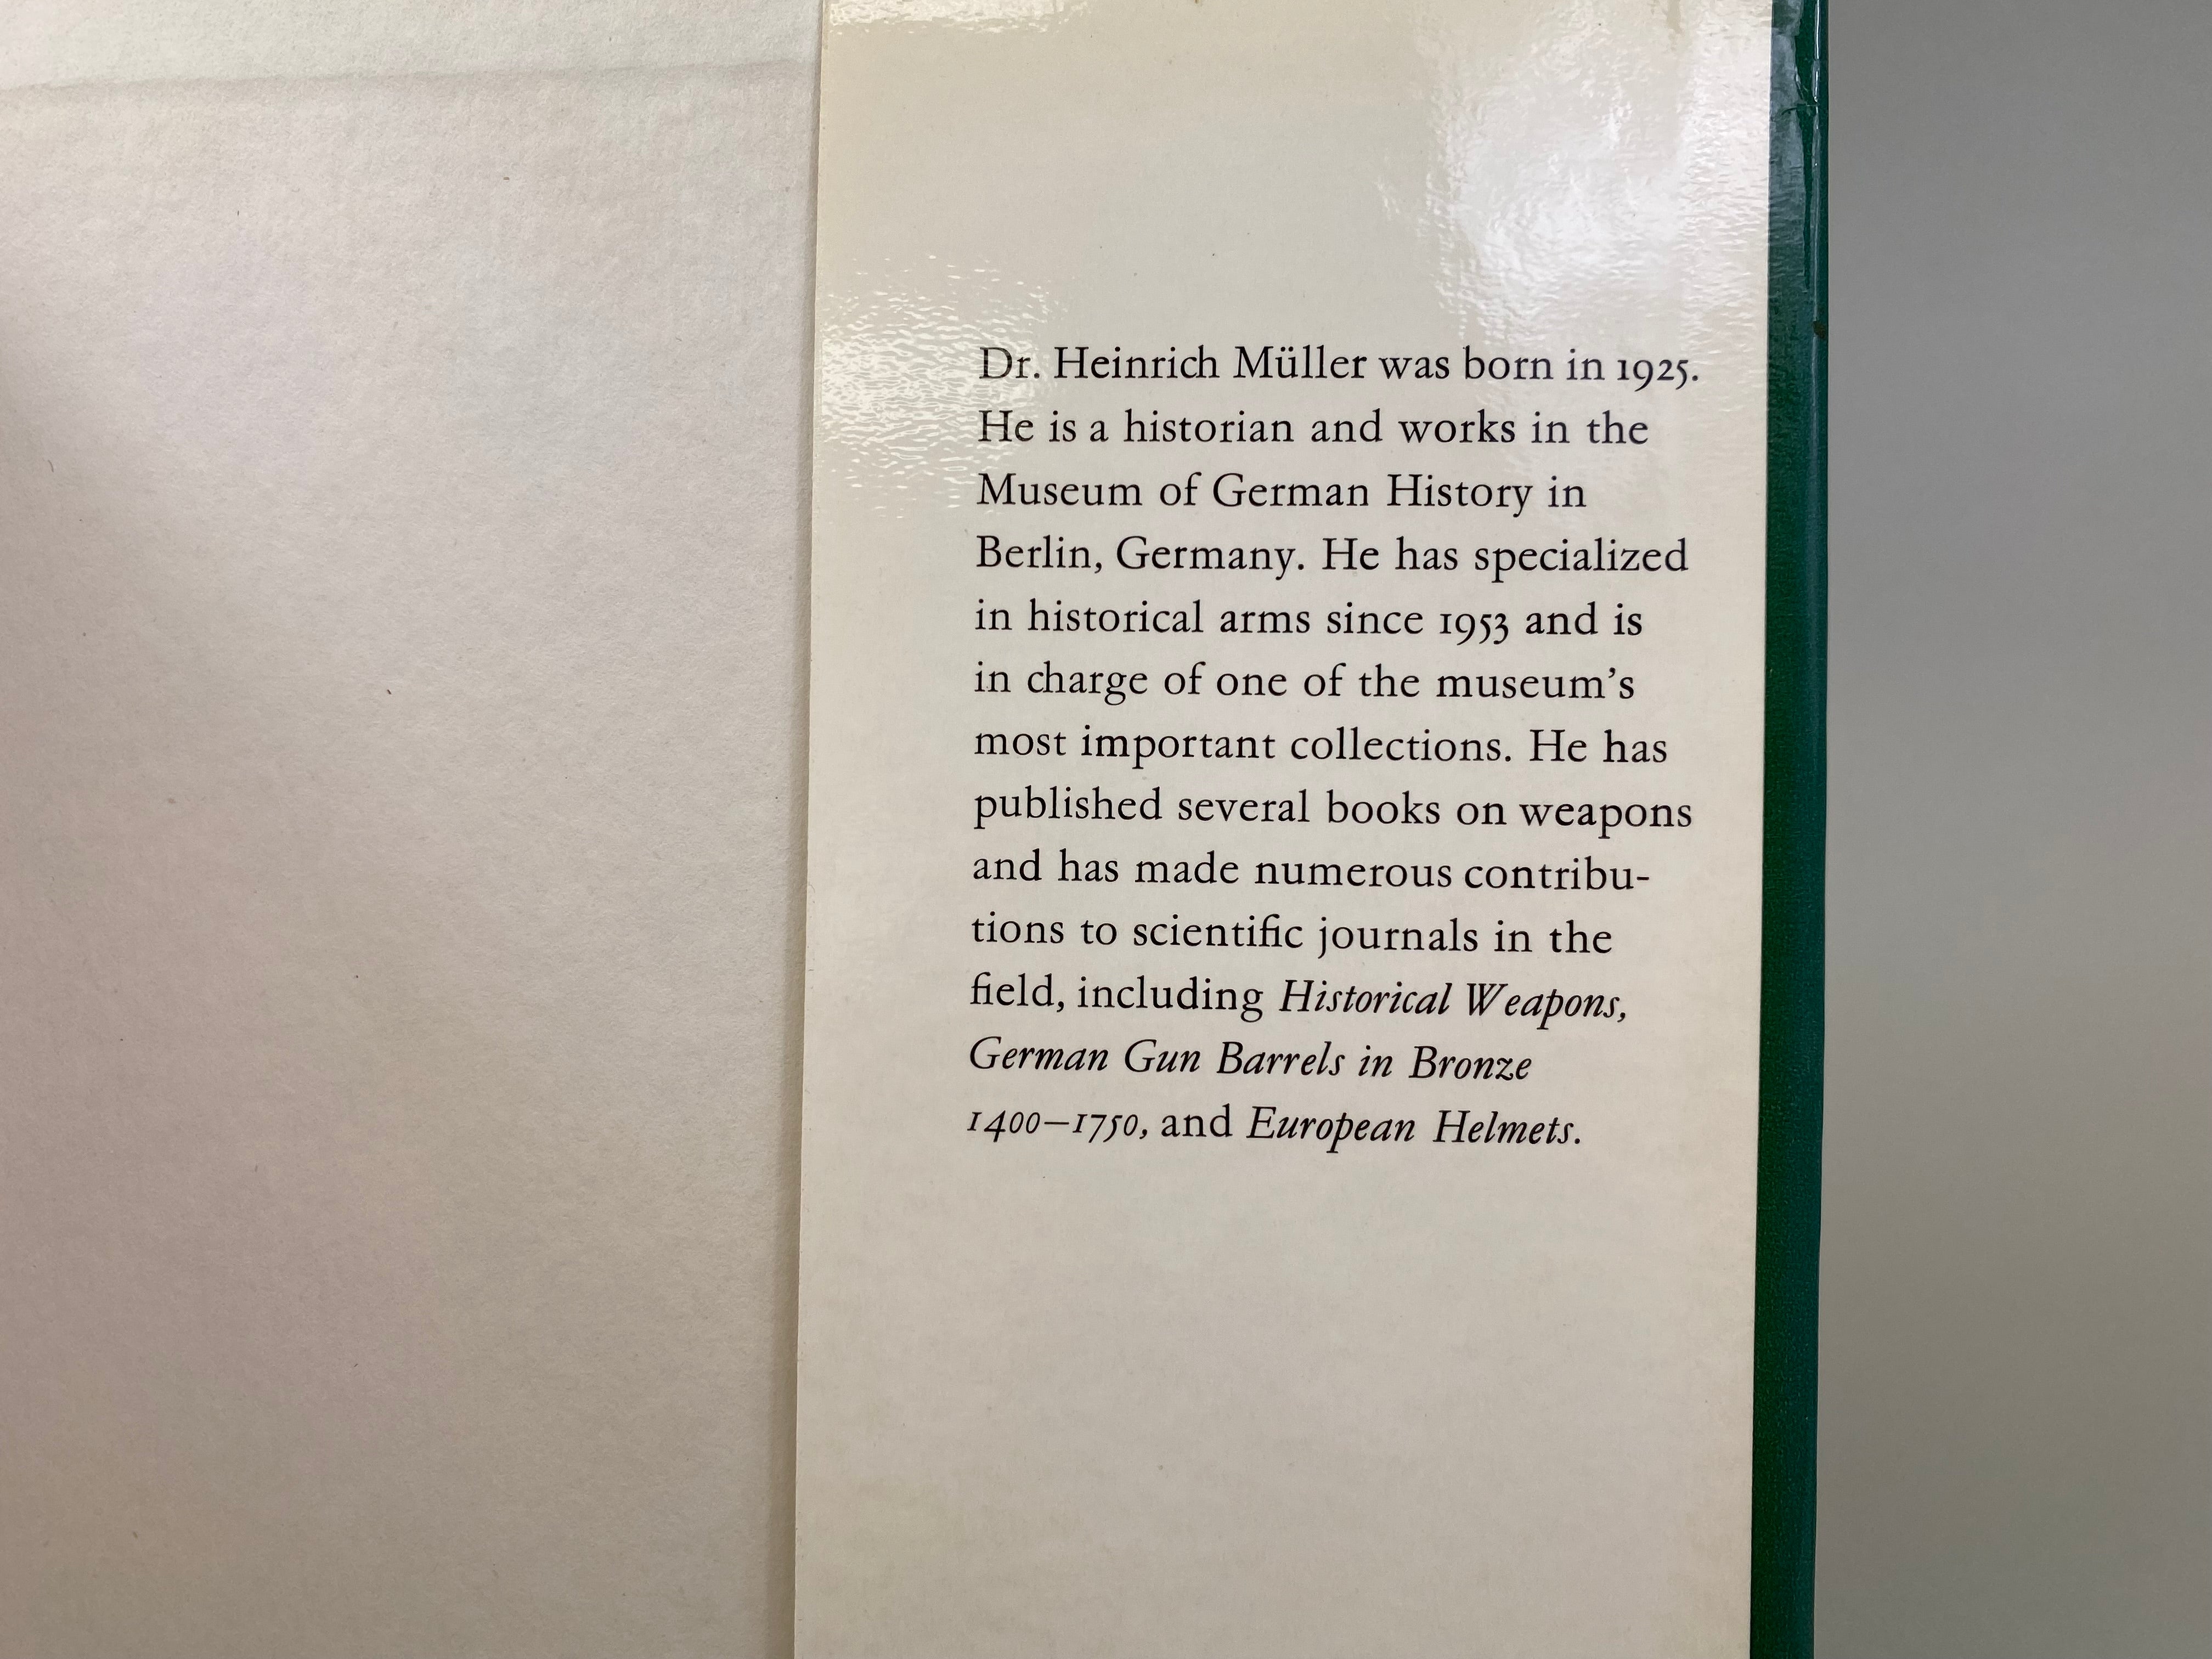 Dr. Heinrich Müller was born in 1925.
He is a historian and works in the
Museum of German History in
Berlin, Germany. He has specialized
in historical arms since 1953 and is
in charge of one of the museum's
most important collections. He has
published several books on weapons
and has made numerous contribu-
tions to scientific journals in the
field, including Historical Weapons,
German Gun Barrels in Bronze
1400–1750, and European Helmets.